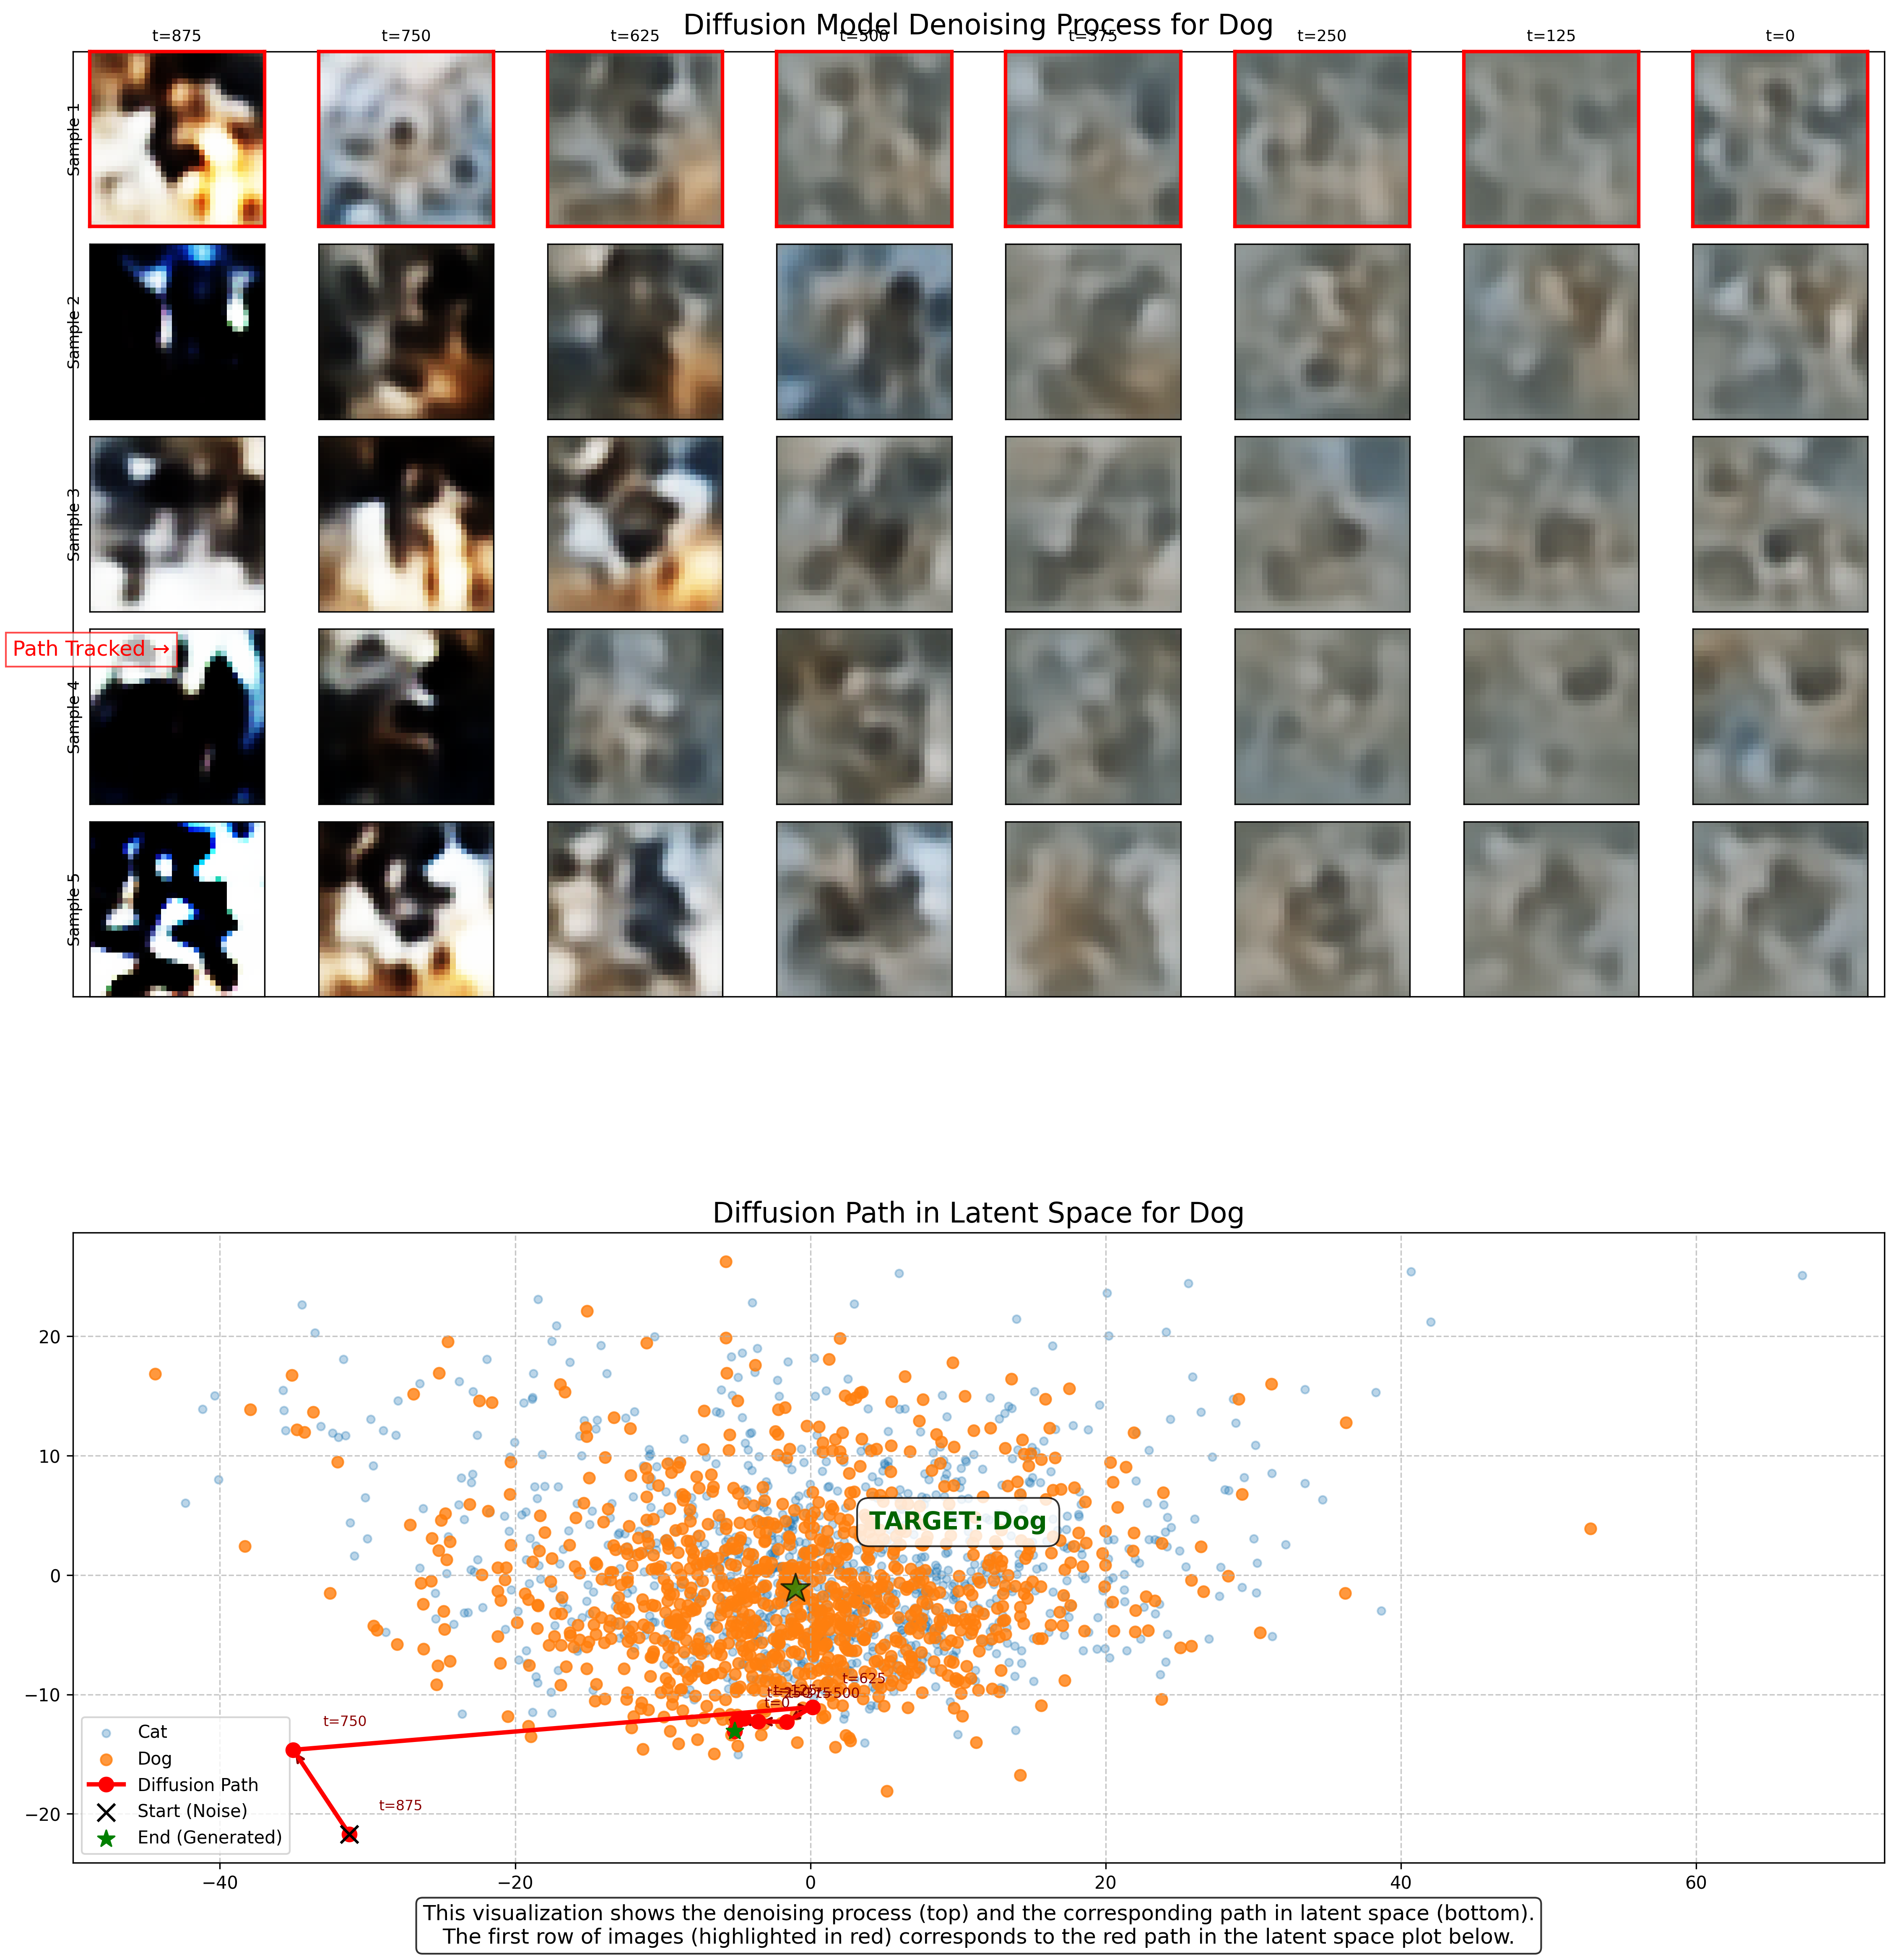 Diffusion Model Denoising Process for Dog
t=875
t=750
t=625
t=500
t=375
t=250
t=125
t=0
Sample 1
Sample 2
Sample 3
Path Tracked →
Sample 4
Sample 5
Diffusion Path in Latent Space for Dog
20
10
0
−10
−20
TARGET: Dog
t=625
t=500
t=0
t=750
t=875
Cat
Dog
Diffusion Path
Start (Noise)
End (Generated)
−40
−20
0
20
40
60
This visualization shows the denoising process (top) and the corresponding path in latent space (bottom).
The first row of images (highlighted in red) corresponds to the red path in the latent space plot below.